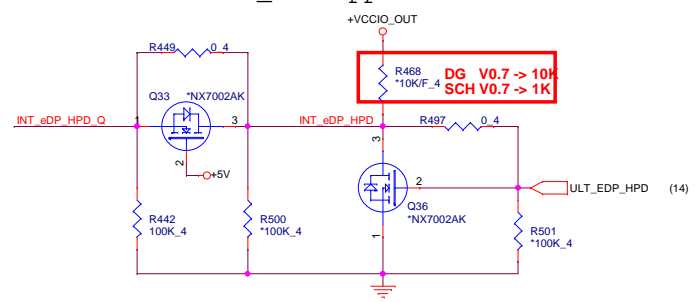 +VCCIO_OUT
R449
0_4
R468
*10K/F_4
DG V0.7 -> 10K
SCH V0.7 -> 1K
Q33
*NX7002AK
INT_eDP_HPD_Q
1
3
INT_eDP_HPD
R497
0_4
2
+5V
3
2
ULT_EDP_HPD
(14)
Q36
*NX7002AK
1
R442
100K_4
R500
*100K_4
R501
*100K_4